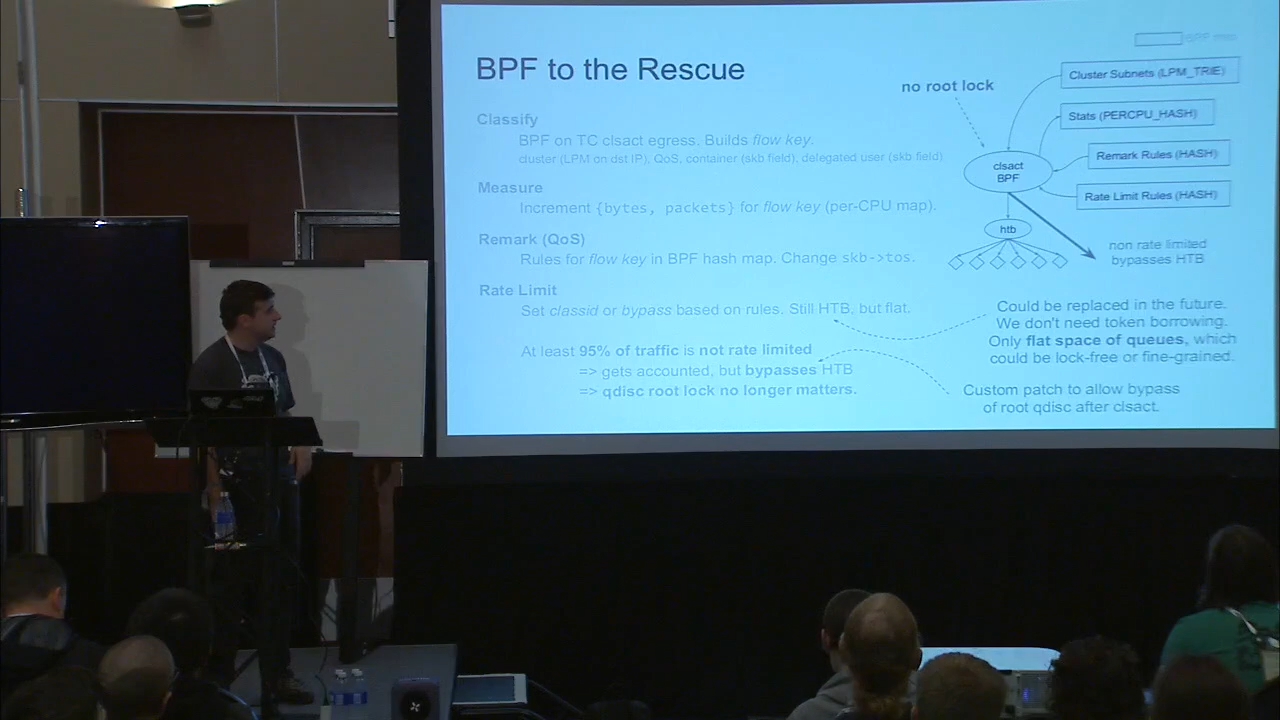 BPF to the Rescue
Classify
BPF on TC clsact egress. Builds flow key.
cluster (LPM on dst IP), QoS, container (skb field), delegated user (skb field)
Measure
Increment {bytes, packets} for flow key (per-CPU map).
Remark (QoS)
Rules for flow key in BPF hash map. Change skb->tos.
Rate Limit
Set classid or bypass based on rules. Still HTB, but flat.
At least 95% of traffic is not rate limited
=> gets accounted, but bypasses HTB
=> qdisc root lock no longer matters.
no root lock
Cluster Subnets (LPM_TRIE)
Stats (PERCPU_HASH)
Remark Rules (HASH)
Rate Limit Rules (HASH)
clsact
BPF
htb
non rate limited
bypasses HTB
Could be replaced in the future.
We don't need token borrowing.
Only flat space of queues, which
could be lock-free or fine-grained.
Custom patch to allow bypass
of root qdisc after clsact.